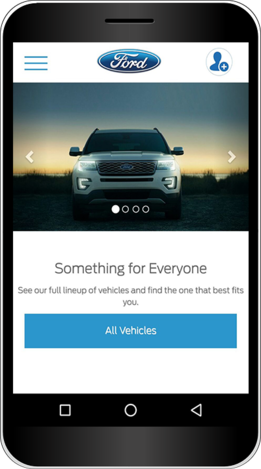 Ford
Something for Everyone
See our full lineup of vehicles and find the one that best fits
you.
All Vehicles